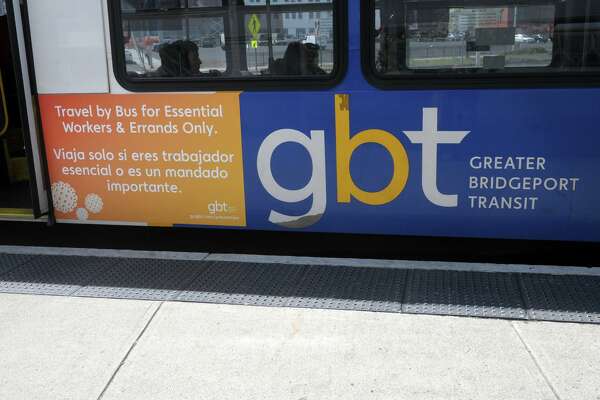 Travel by Bus for Essential
Workers & Errands Only.
Viaja solo si eres trabajador
esencial o es un mandado
importante.
gbt
gbt
GREATER
BRIDGEPORT
TRANSIT